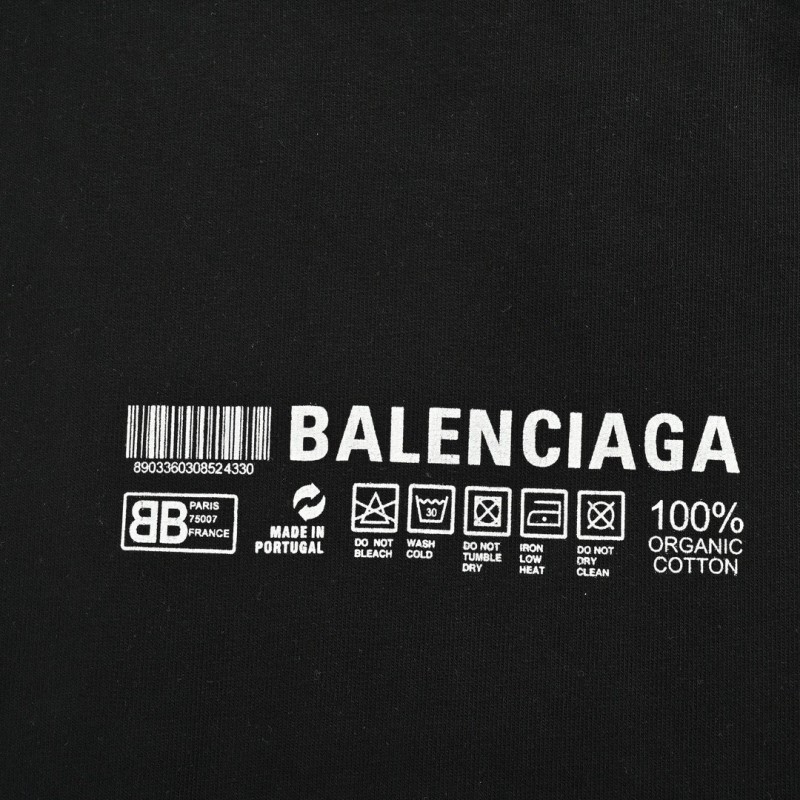 BALENCIAGA
8903360308524330
BB
PARIS
75007
FRANCE
MADE IN
PORTUGAL
DO NOT
BLEACH
30
WASH
COLD
DO NOT
TUMBLE
DRY
IRON
LOW
HEAT
DO NOT
DRY
CLEAN
100%
ORGANIC
COTTON